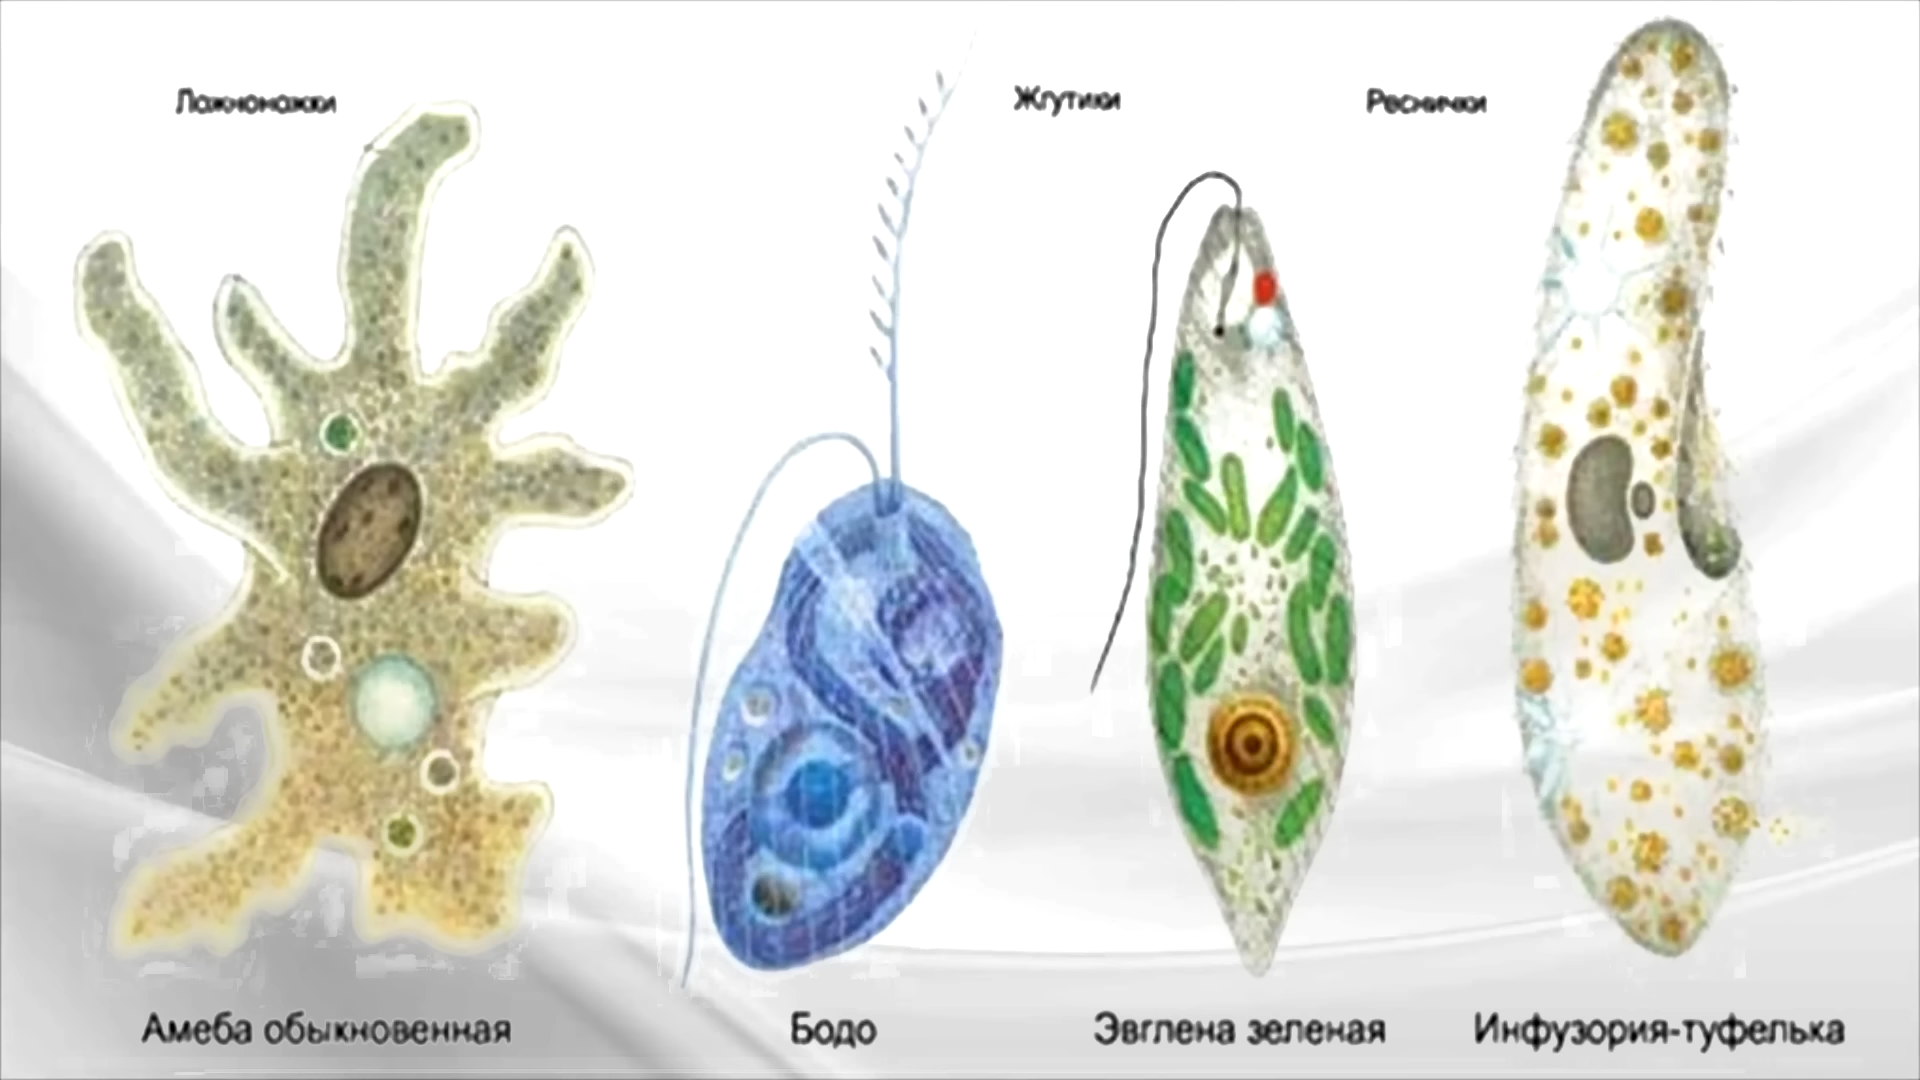 Ложноножки
Жгутики
Реснички
Амеба обыкновенная
Бодо
Эвглена зеленая
Инфузория-туфелька